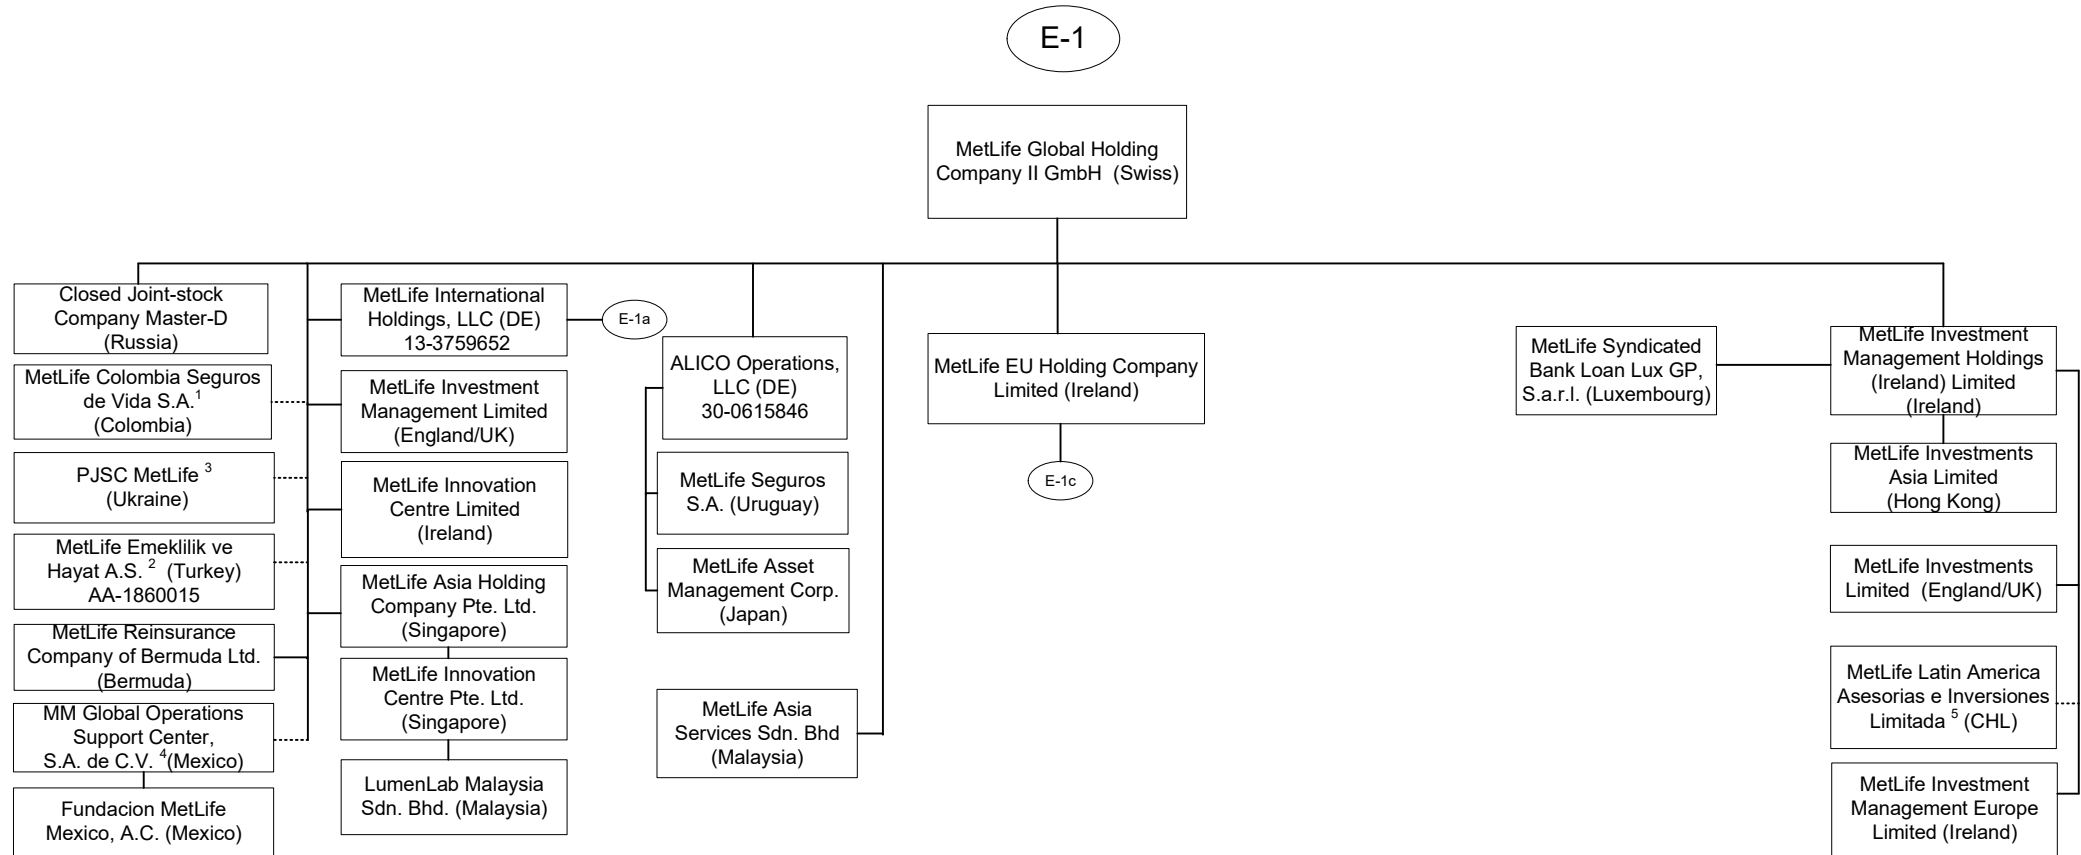 E-1
MetLife Global Holding
Company II GmbH (Swiss)
Closed Joint-stock
Company Master-D
(Russia)
MetLife Colombia Seguros
de Vida S.A.1
(Colombia)
PJSC MetLife 3
(Ukraine)
MetLife Emeklilik ve
Hayat A.S. 2 (Turkey)
AA-1860015
MetLife Reinsurance
Company of Bermuda Ltd.
(Bermuda)
MM Global Operations
Support Center,
S.A. de C.V. 4(Mexico)
Fundacion MetLife
Mexico, A.C. (Mexico)
MetLife International
Holdings, LLC (DE)
13-3759652
E-1a
MetLife Investment
Management Limited
(England/UK)
MetLife Innovation
Centre Limited
(Ireland)
MetLife Asia Holding
Company Pte. Ltd.
(Singapore)
MetLife Innovation
Centre Pte. Ltd.
(Singapore)
LumenLab Malaysia
Sdn. Bhd. (Malaysia)
ALICO Operations,
LLC (DE)
30-0615846
MetLife Seguros
S.A. (Uruguay)
MetLife Asset
Management Corp.
(Japan)
MetLife Asia
Services Sdn. Bhd
(Malaysia)
MetLife EU Holding Company
Limited (Ireland)
E-1c
MetLife Syndicated
Bank Loan Lux GP,
S.a.r.l. (Luxembourg)
MetLife Investment
Management Holdings
(Ireland) Limited
(Ireland)
MetLife Investments
Asia Limited
(Hong Kong)
MetLife Investments
Limited (England/UK)
MetLife Latin America
Asesorias e Inversiones
Limitada 5 (CHL)
MetLife Investment
Management Europe
Limited (Ireland)